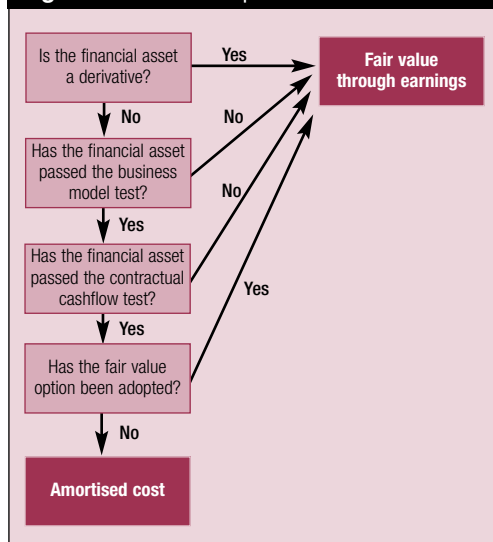 Is the financial asset
a derivative?
Yes
Fair value
through earnings
No
Has the financial asset
passed the business
model test?
No
Yes
No
Has the financial asset
passed the contractual
cashflow test?
Yes
Yes
Has the fair value
option been adopted?
No
Amortised cost